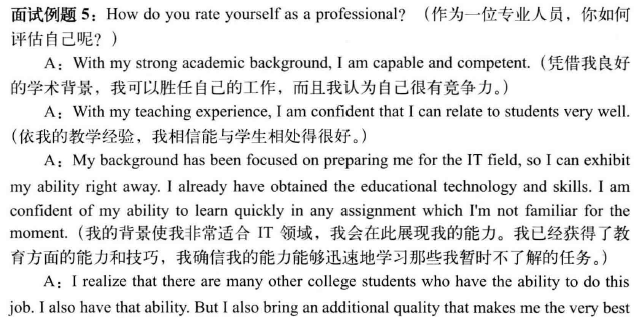 面试例题 5：How do you rate yourself as a professional? （作为一位专业人员，你如何
评估自己呢？）
A：With my strong academic background, I am capable and competent.（凭借我良好
的学术背景，我可以胜任自己的工作，而且我认为自己很有竞争力。）
A：With my teaching experience, I am confident that I can relate to students very well.
（依我的教学经验，我相信能与学生相处得很好。）
A：My background has been focused on preparing me for the IT field, so I can exhibit
my ability right away. I already have obtained the educational technology and skills. I am
confident of my ability to learn quickly in any assignment which I'm not familiar for the
moment.（我的背景使我非常适合 IT 领域，我会在此展现我的能力。我已经获得了教
育方面的能力和技巧，我确信我的能力能够迅速地学习那些我暂时不了解的任务。）
A：I realize that there are many other college students who have the ability to do this
job. I also have that ability. But I also bring an additional quality that makes me the very best